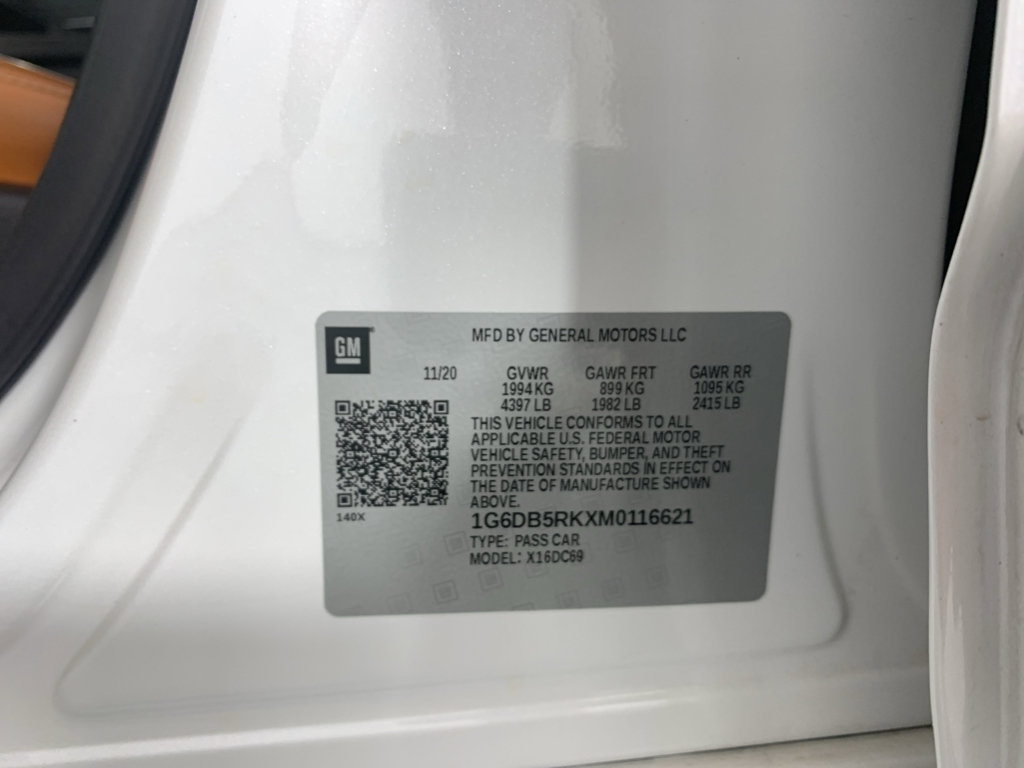 GM
MFD BY GENERAL MOTORS LLC
11/20 GVWR GAWR FRT GAWR RR
1994 KG 899 KG 1095 KG
4397 LB 1982 LB 2415 LB
THIS VEHICLE CONFORMS TO ALL
APPLICABLE U.S. FEDERAL MOTOR
VEHICLE SAFETY, BUMPER, AND THEFT
PREVENTION STANDARDS IN EFFECT ON
THE DATE OF MANUFACTURE SHOWN
ABOVE.
140X
1G6DB5RKXM0116621
TYPE: PASS CAR
MODEL: X16DC69